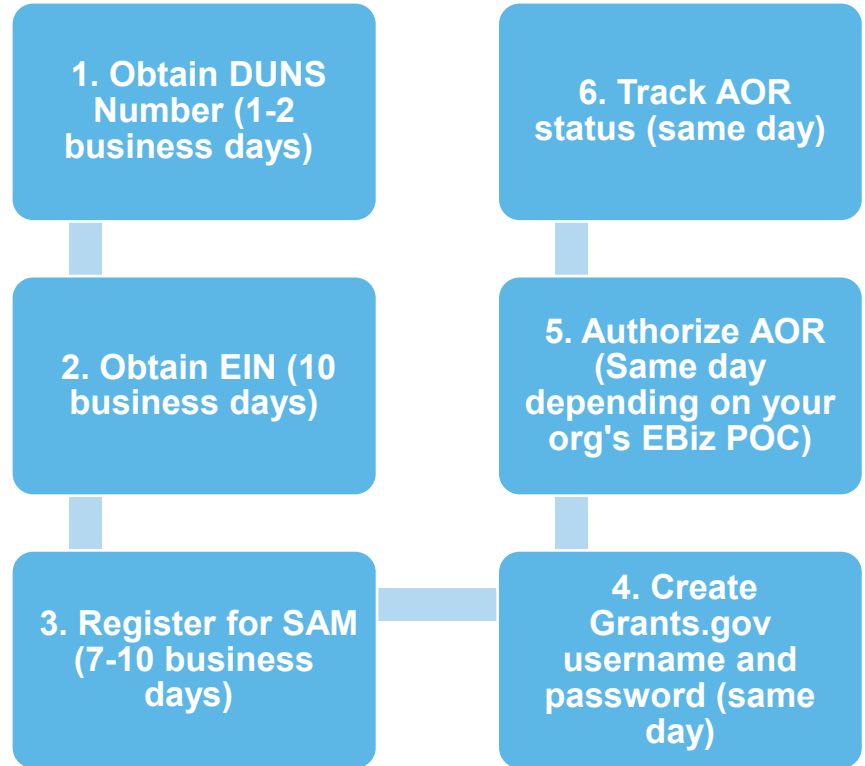 1. Obtain DUNS
Number (1-2
business days)
2. Obtain EIN (10
business days)
3. Register for SAM
(7-10 business
days)
4. Create
Grants.gov
username and
password (same
day)
5. Authorize AOR
(Same day
depending on your
org's EBiz POC)
6. Track AOR
status (same day)